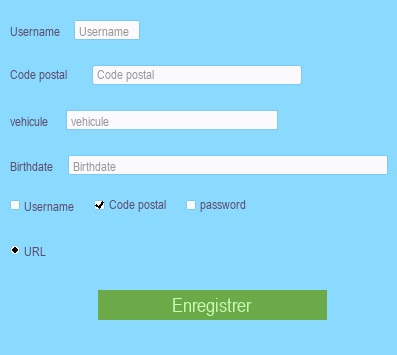 Username Username
Code postal Code postal
vehicule vehicule
Birthdate Birthdate
Username Code postal password
URL
Enregistrer